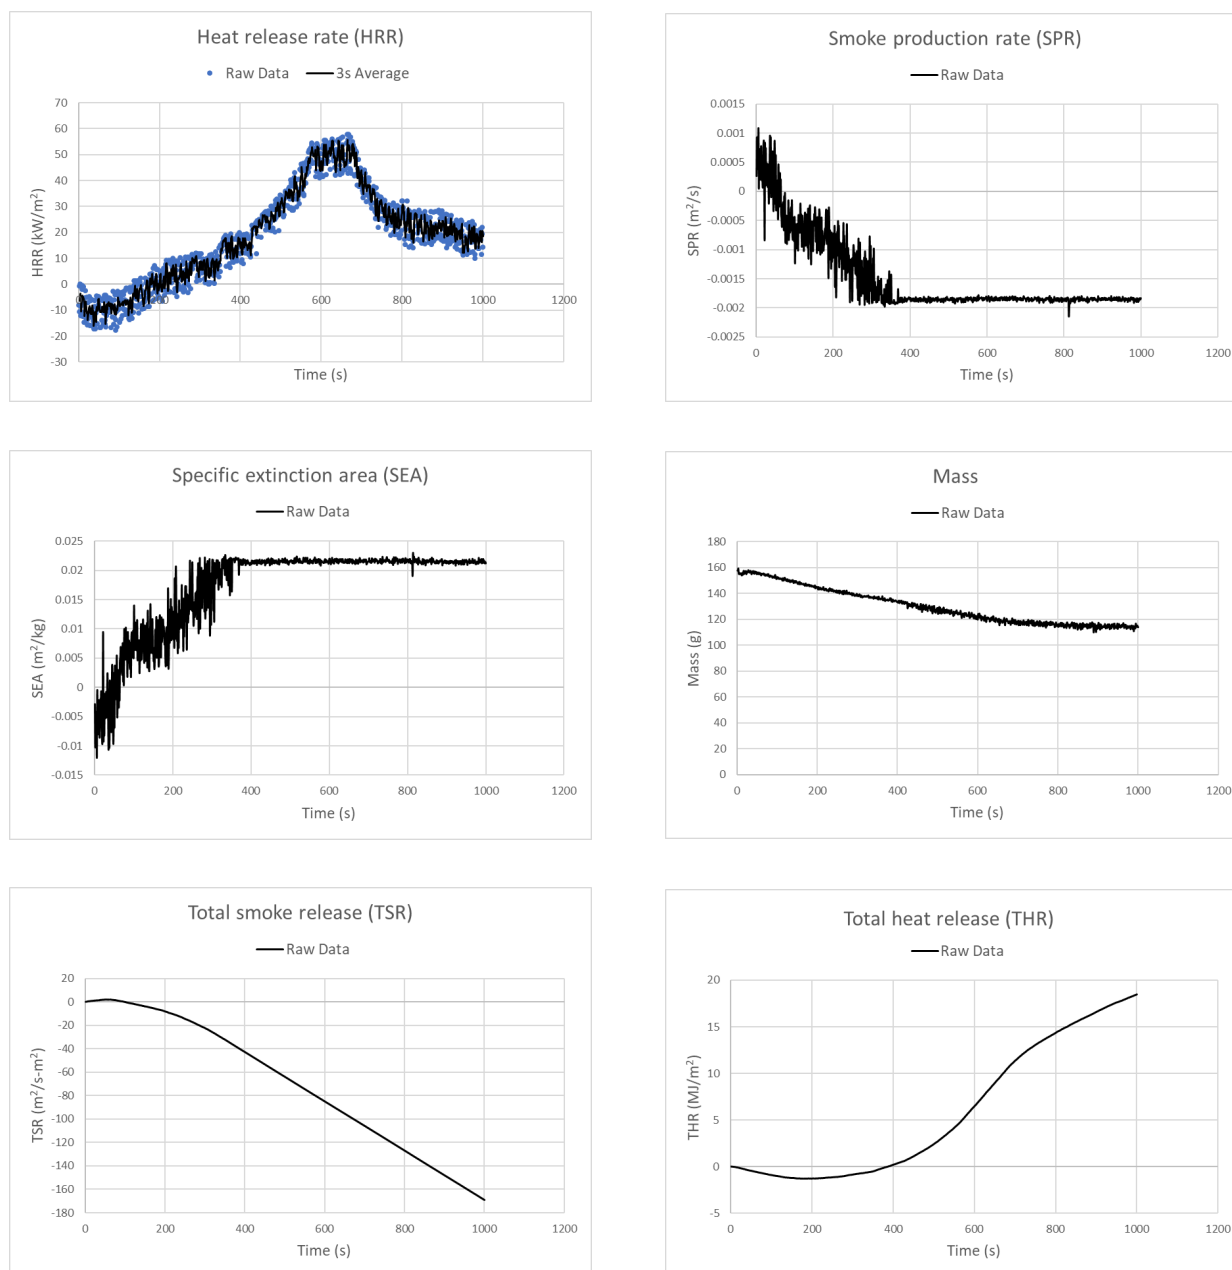 Heat release rate (HRR)
Raw Data 3s Average
70
60
50
40
30
20
10
0
-10
-20
-30
HRR (kW/m²)
0 200 400 600 800 1000 1200
Time (s)
Smoke production rate (SPR)
Raw Data
0.0015
0.001
0.0005
0
-0.0005
-0.001
-0.0015
-0.002
-0.0025
SPR (m²/s)
0 200 400 600 800 1000 1200
Time (s)
Specific extinction area (SEA)
Raw Data
0.025
0.02
0.015
0.01
0.005
0
-0.005
-0.01
-0.015
SEA (m²/kg)
0 200 400 600 800 1000 1200
Time (s)
Mass
Raw Data
180
160
140
120
100
80
60
40
20
0
Mass (g)
0 200 400 600 800 1000 1200
Time (s)
Total smoke release (TSR)
Raw Data
20
0
-20
-40
-60
-80
-100
-120
-140
-160
-180
TSR (m²/s-m²)
0 200 400 600 800 1000 1200
Time (s)
Total heat release (THR)
Raw Data
20
15
10
5
0
-5
THR (MJ/m²)
0 200 400 600 800 1000 1200
Time (s)